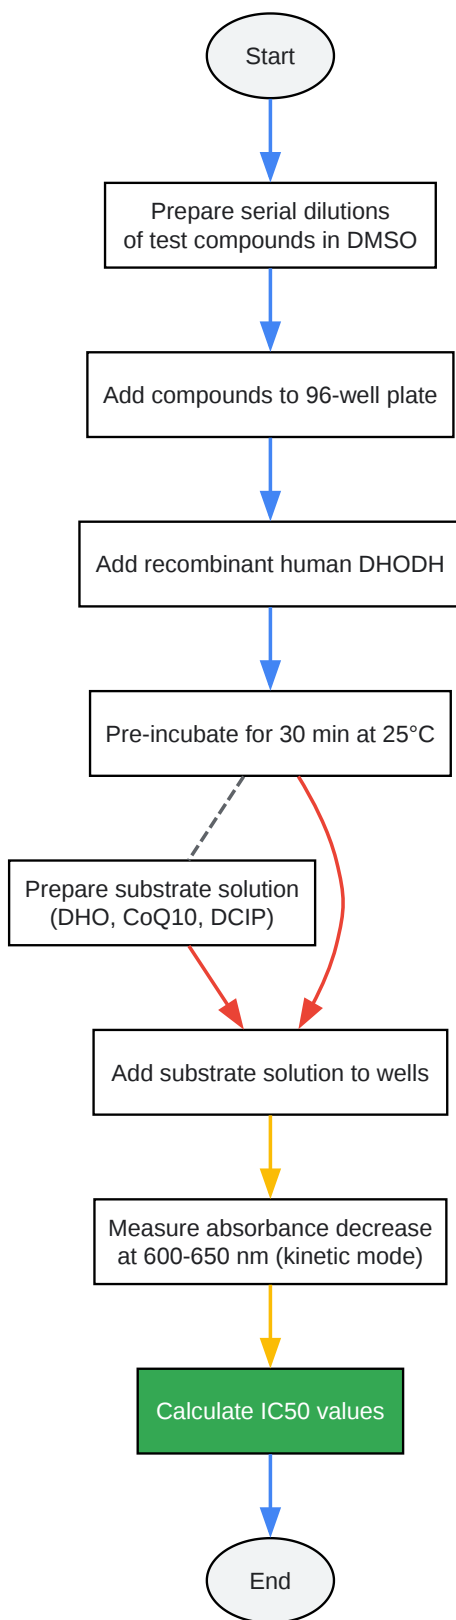 Start
Prepare serial dilutions
of test compounds in DMSO
Add compounds to 96-well plate
Add recombinant human DHODH
Pre-incubate for 30 min at 25°C
Prepare substrate solution
(DHO, CoQ10, DCIP)
Add substrate solution to wells
Measure absorbance decrease
at 600-650 nm (kinetic mode)
Calculate IC50 values
End